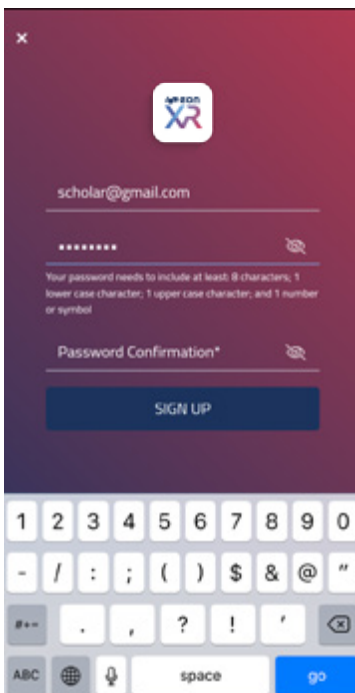 ×
XR
scholar@gmail.com
••••••••
Your password needs to include at least: 8 characters; 1
lower case character; 1 upper case character; and 1 number
or symbol
Password Confirmation*
SIGN UP
1 2 3 4 5 6 7 8 9 0
- / : ; ( ) $ & @ "
#+= . , ? ! '
ABC space go